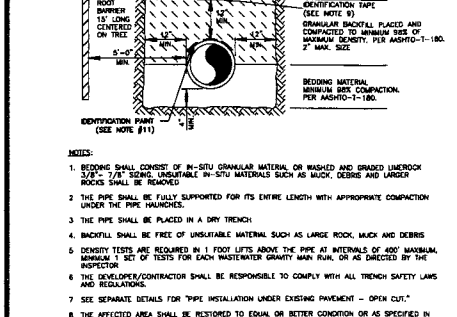 IDENTIFICATION TAPE
(SEE NOTE 9)
ROOT
BARRIER
15' LONG
CENTERED
ON TREE
GRANULAR BACKFILL PLACED AND
COMPACTED TO MINIMUM 98% OF
MAXIMUM DENSITY, PER AASHTO-T-180.
2" MAX. SIZE
12"
MIN.
12"
MIN.
12"
MIN.
5'-0"
MIN.
BEDDING MATERIAL
MINIMUM 98% COMPACTION.
PER AASHTO-T-180.
4"
MIN.
IDENTIFICATION PAINT
(SEE NOTE #11)
NOTES:
1. BEDDING SHALL CONSIST OF IN-SITU GRANULAR MATERIAL OR WASHED AND GRADED LIMEROCK
3/8"- 7/8" SIZING. UNSUITABLE IN-SITU MATERIALS SUCH AS MUCK, DEBRIS AND LARGER
ROCKS SHALL BE REMOVED
2 THE PIPE SHALL BE FULLY SUPPORTED FOR ITS ENTIRE LENGTH WITH APPROPRIATE COMPACTION
UNDER THE PIPE HAUNCHES.
3 THE PIPE SHALL BE PLACED IN A DRY TRENCH
4. BACKFILL SHALL BE FREE OF UNSUITABLE MATERIAL SUCH AS LARGE ROCK, MUCK AND DEBRIS
5 DENSITY TESTS ARE REQUIRED IN 1 FOOT LIFTS ABOVE THE PIPE AT INTERVALS OF 400' MAXIMUM,
MINIMUM 1 SET OF TESTS FOR EACH WASTEWATER GRAVITY MAIN RUN, OR AS DIRECTED BY THE
INSPECTOR
6 THE DEVELOPER/CONTRACTOR SHALL BE RESPONSIBLE TO COMPLY WITH ALL TRENCH SAFETY LAWS
AND REGULATIONS.
7 SEE SEPARATE DETAILS FOR "PIPE INSTALLATION UNDER EXISTING PAVEMENT - OPEN CUT."
8 THE AFFECTED AREA SHALL BE RESTORED TO EQUAL OR BETTER CONDITION OR AS SPECIFIED IN